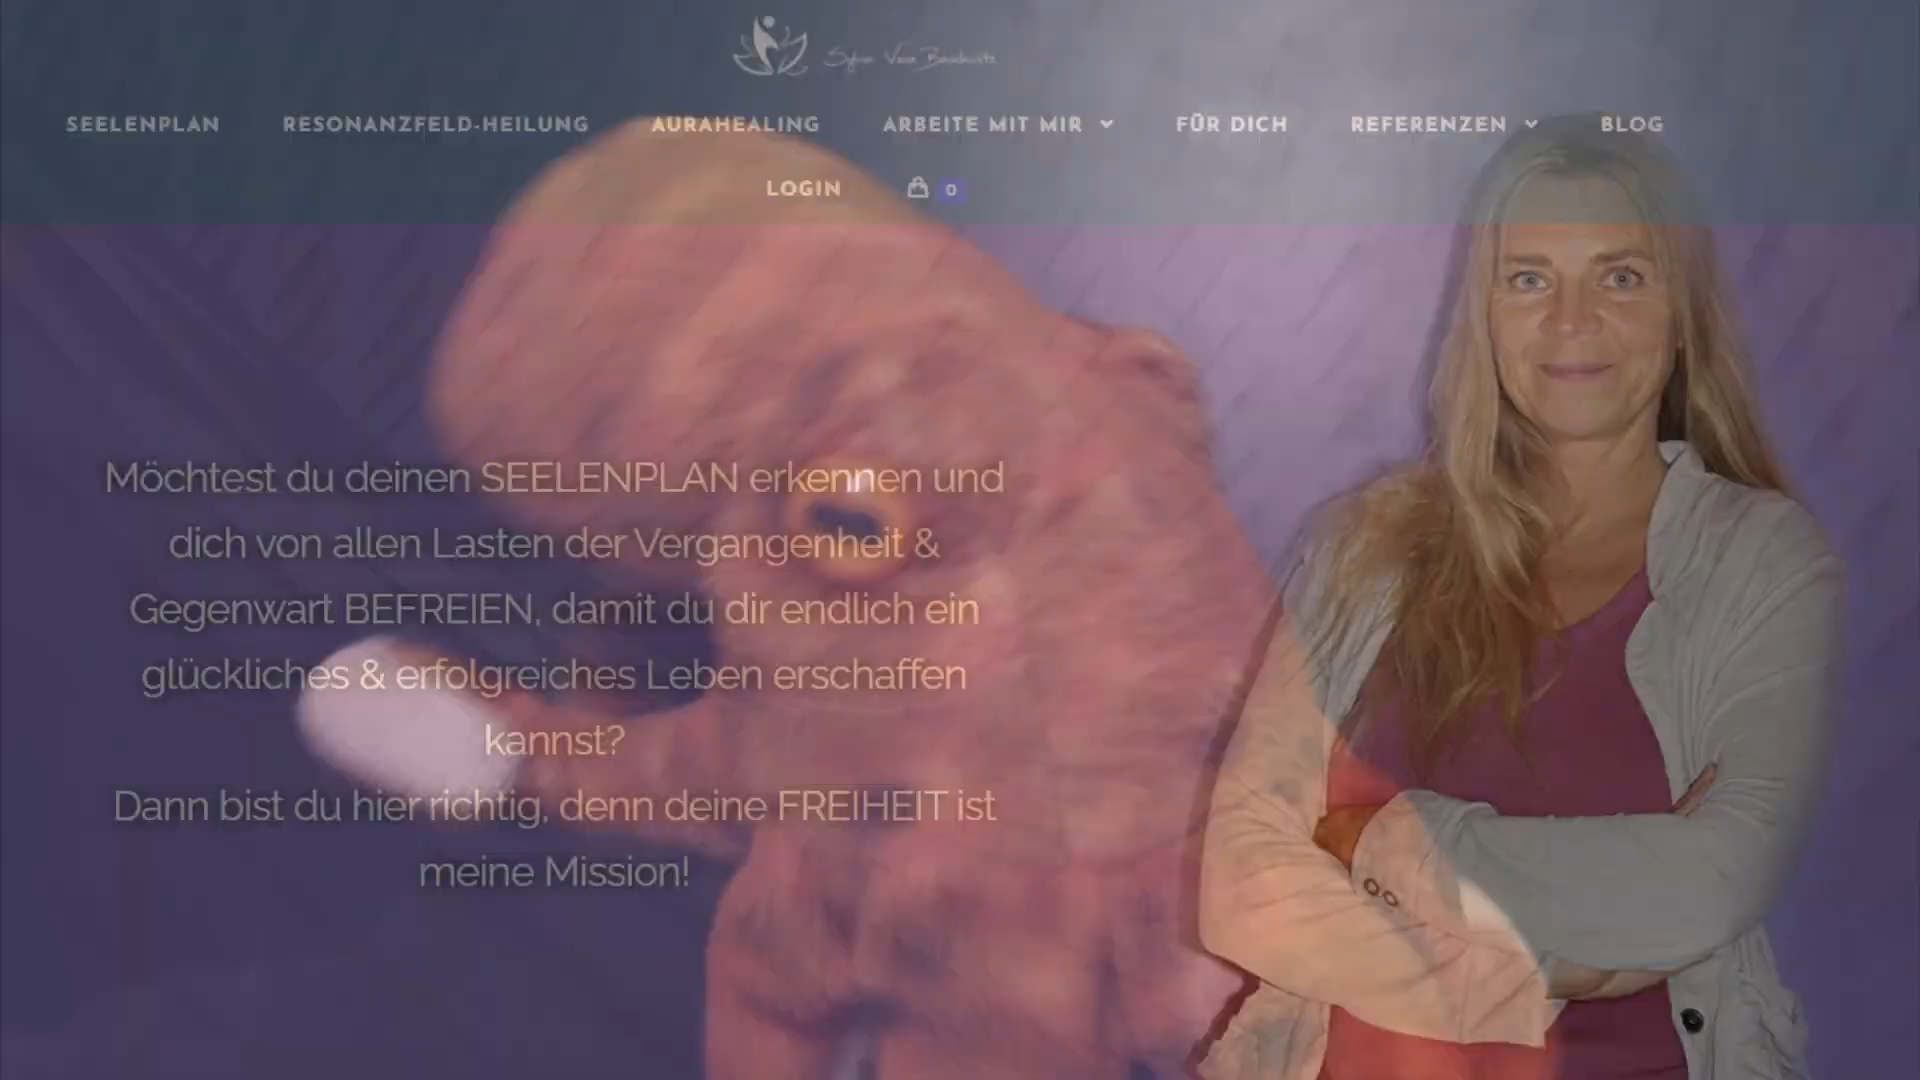 SEELENPLAN RESONANZFELD-HEILUNG AURAHEALING ARBEITE MIT MIR FÜR DICH REFERENZEN BLOG
LOGIN 0
Möchtest du deinen SEELENPLAN erkennen und
dich von allen Lasten der Vergangenheit &
Gegenwart BEFREIEN, damit du dir endlich ein
glückliches & erfolgreiches Leben erschaffen
kannst?
Dann bist du hier richtig, denn deine FREIHEIT ist
meine Mission!